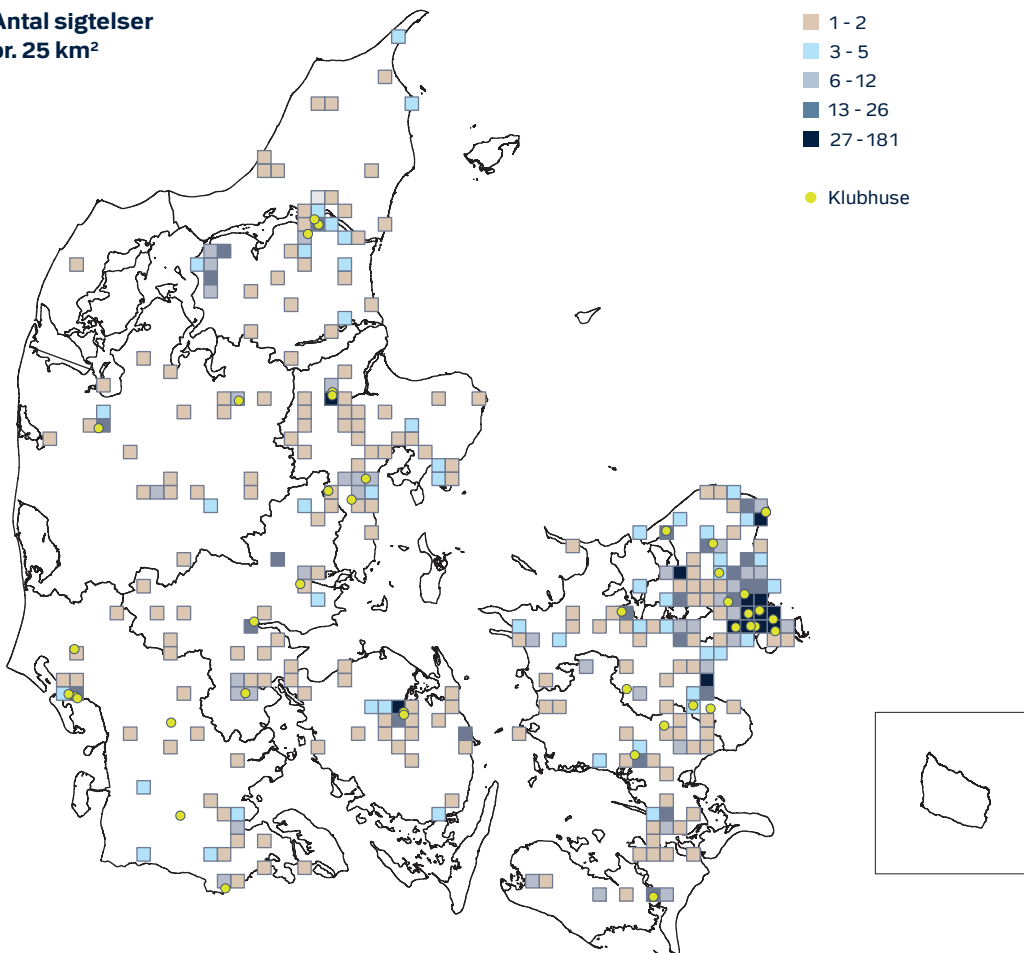 Antal sigtelser
pr. 25 km²
1 - 2
3 - 5
6 - 12
13 - 26
27 - 181
Klubhuse